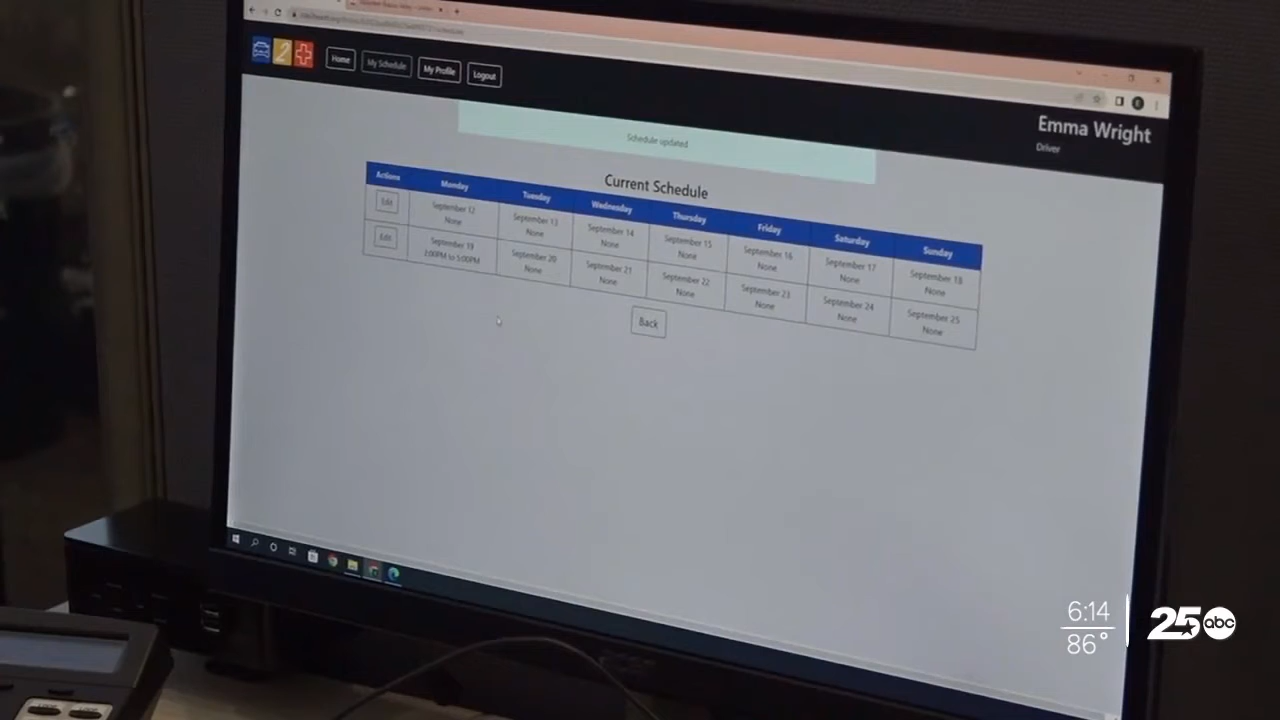 2
Home My Schedule My Profile Logout
Emma Wright
Driver
Schedule updated
Current Schedule
Actions Monday Tuesday Wednesday Thursday Friday Saturday Sunday
Edit September 12 September 13 September 14 September 15 September 16 September 17 September 18
None None None None None None None
Edit September 19 September 20 September 21 September 22 September 23 September 24 September 25
2:00PM to 5:00PM None None None None None None
Back
6:14
86°
25 abc